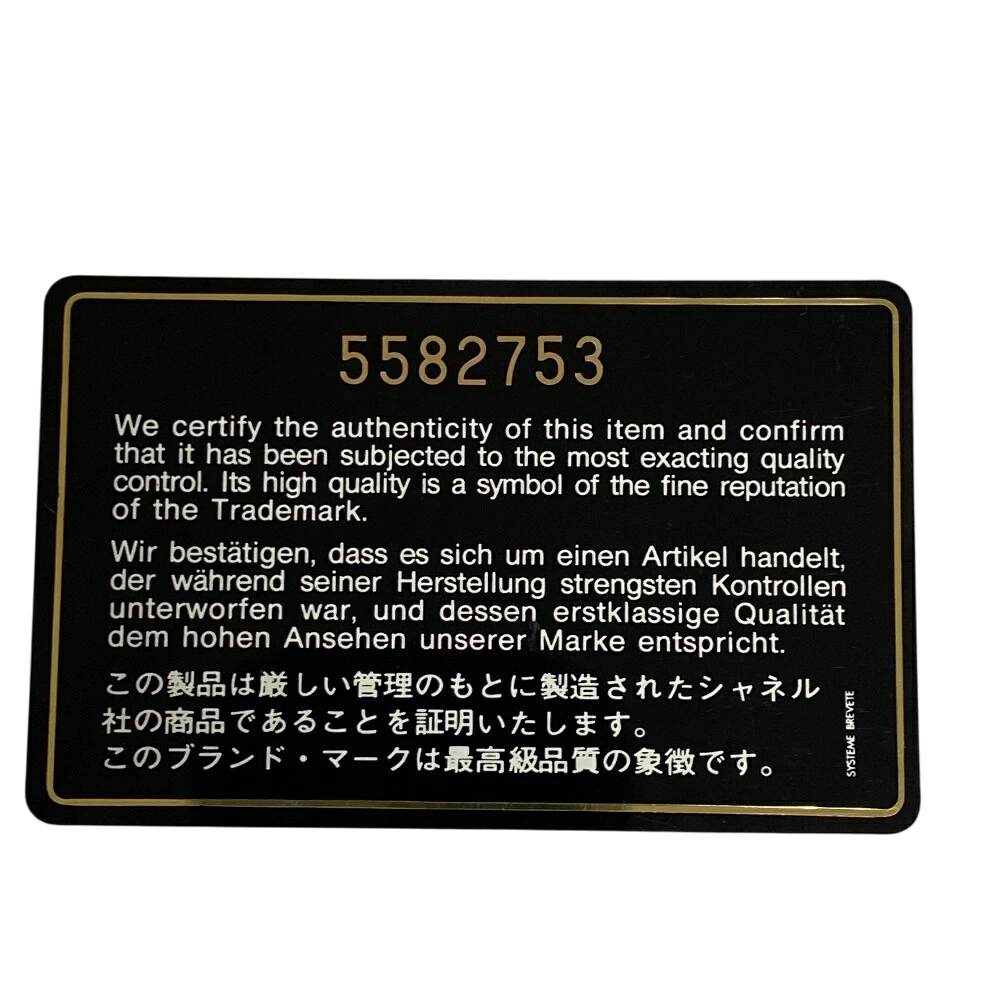 5582753
We certify the authenticity of this item and confirm
that it has been subjected to the most exacting quality
control. Its high quality is a symbol of the fine reputation
of the Trademark.
Wir bestätigen, dass es sich um einen Artikel handelt,
der während seiner Herstellung strengsten Kontrollen
unterworfen war, und dessen erstklassige Qualität
dem hohen Ansehen unserer Marke entspricht.
この製品は厳しい管理のもとに製造されたシャネル
社の商品であることを証明いたします。
このブランド・マークは最高級品質の象徴です。
SYSTEME BREVETE